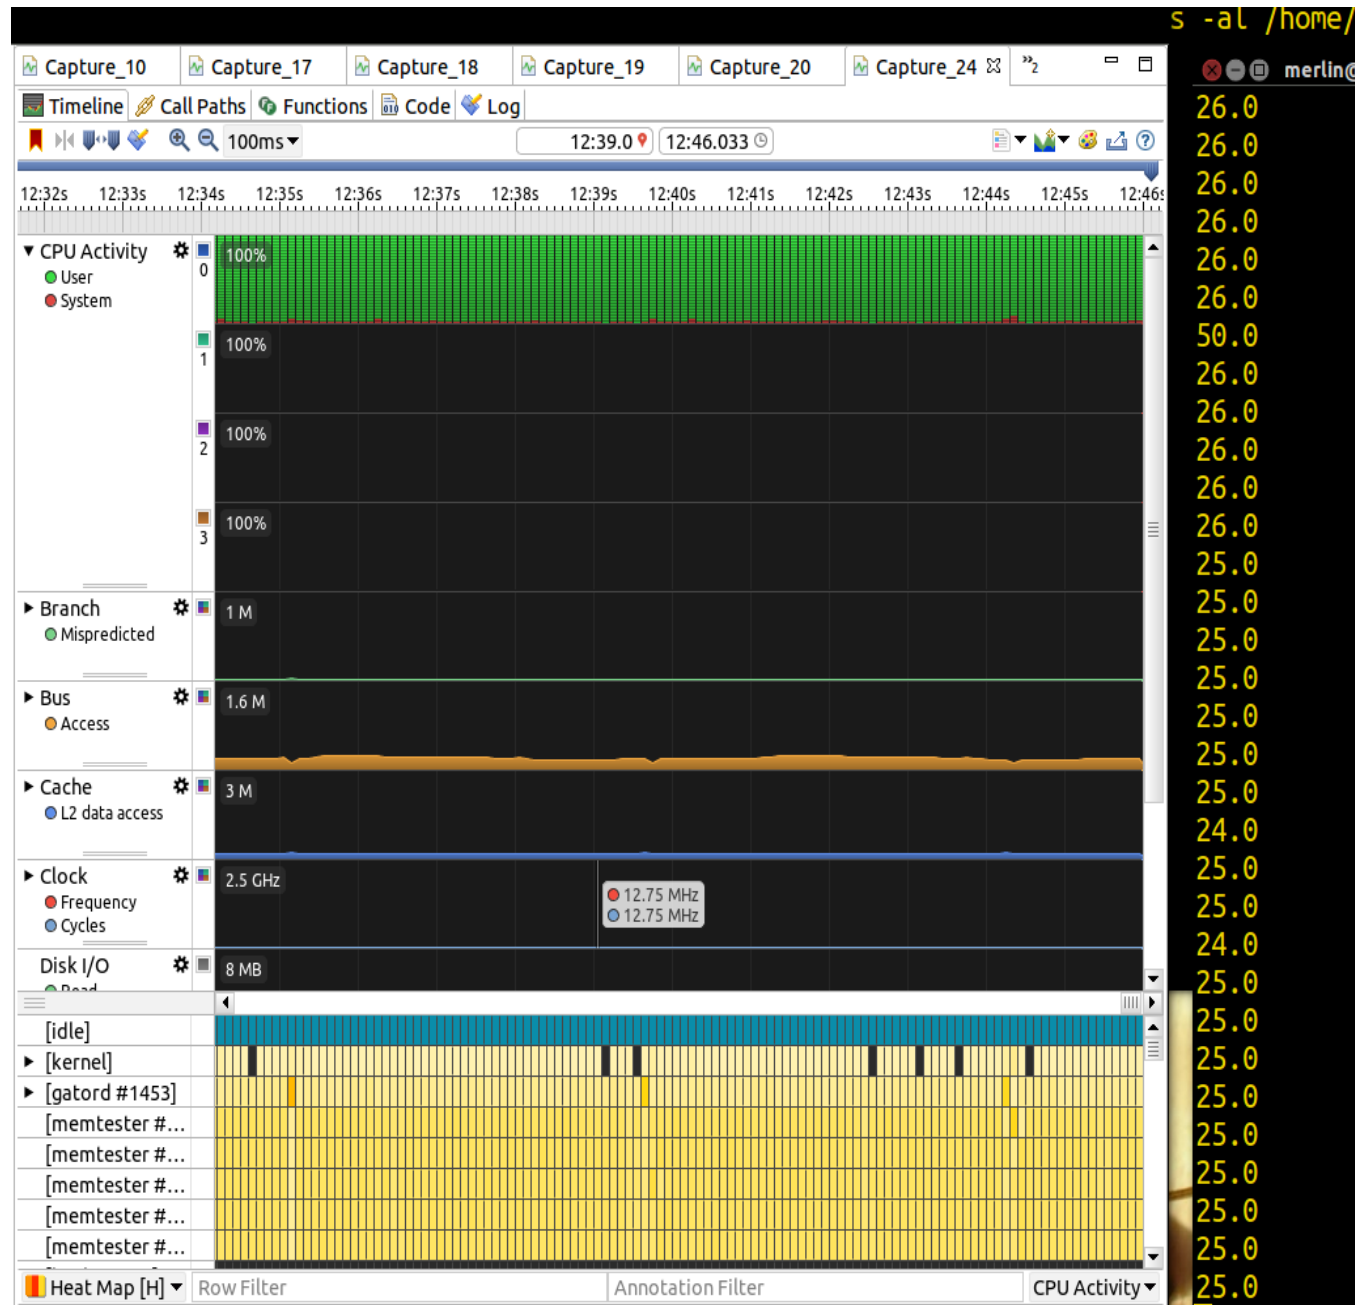 s -al /home/
Capture_10 Capture_17 Capture_18 Capture_19 Capture_20 Capture_24 »2
merlin@
Timeline Call Paths Functions Code Log
100ms 12:39.0 12:46.033
12:32s 12:33s 12:34s 12:35s 12:36s 12:37s 12:38s 12:39s 12:40s 12:41s 12:42s 12:43s 12:44s 12:45s 12:46s
CPU Activity
User
System
0 100%
1 100%
2 100%
3 100%
Branch 1 M
Mispredicted
Bus 1.6 M
Access
Cache 3 M
L2 data access
Clock 2.5 GHz
Frequency
Cycles
12.75 MHz
12.75 MHz
Disk I/O 8 MB
Read
[idle]
[kernel]
[gatord #1453]
[memtester #...
[memtester #...
[memtester #...
[memtester #...
[memtester #...
Heat Map [H] Row Filter Annotation Filter CPU Activity
26.0
26.0
26.0
26.0
26.0
26.0
50.0
26.0
26.0
26.0
26.0
26.0
25.0
25.0
25.0
25.0
25.0
25.0
25.0
24.0
25.0
25.0
24.0
25.0
25.0
25.0
25.0
25.0
25.0
25.0
25.0
25.0